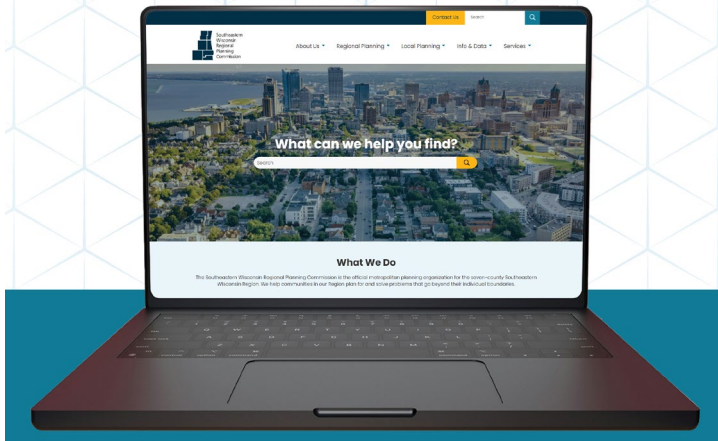 Contact Us
Search
Southeastern
Wisconsin
Regional
Planning
Commission
About Us
Regional Planning
Local Planning
Info & Data
Services
What can we help you find?
Search
What We Do
The Southeastern Wisconsin Regional Planning Commission is the official metropolitan planning organization for the seven-county Southeastern
Wisconsin Region. We help communities in our Region plan for and solve problems that go beyond their individual boundaries.